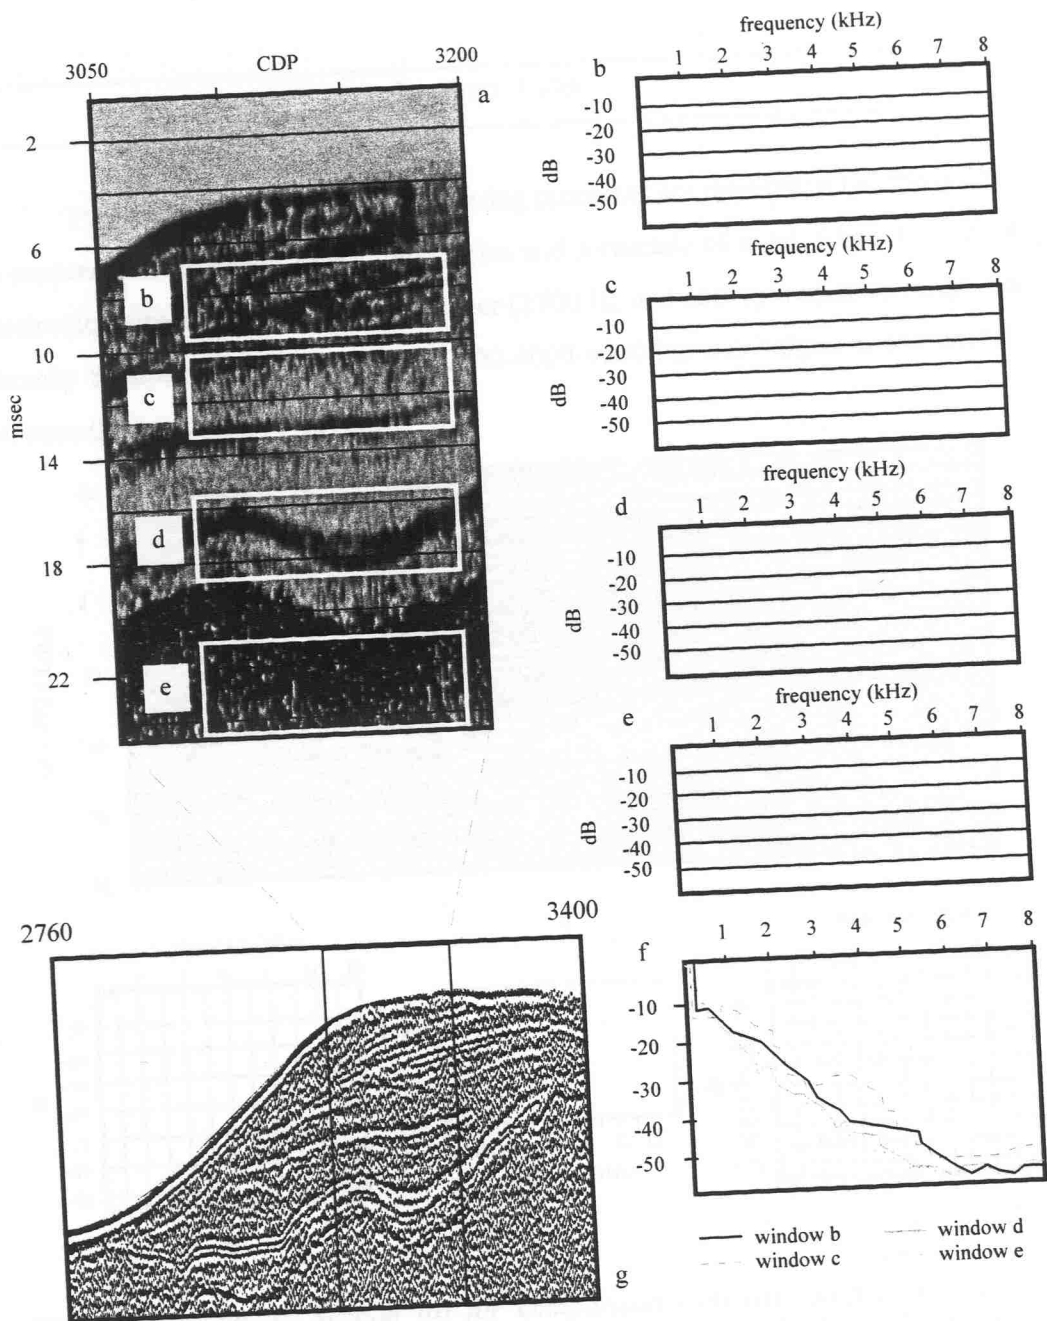 3050 CDP 3200
a
2
6
10
14
18
22
msec
b
c
d
e
frequency (kHz)
1 2 3 4 5 6 7 8
b
-10
-20
-30
-40
-50
dB
frequency (kHz)
1 2 3 4 5 6 7 8
c
-10
-20
-30
-40
-50
dB
frequency (kHz)
1 2 3 4 5 6 7 8
d
-10
-20
-30
-40
-50
dB
frequency (kHz)
1 2 3 4 5 6 7 8
e
-10
-20
-30
-40
-50
dB
1 2 3 4 5 6 7 8
f
-10
-20
-30
-40
-50
window b
window d
window c
window e
2760 3400
g